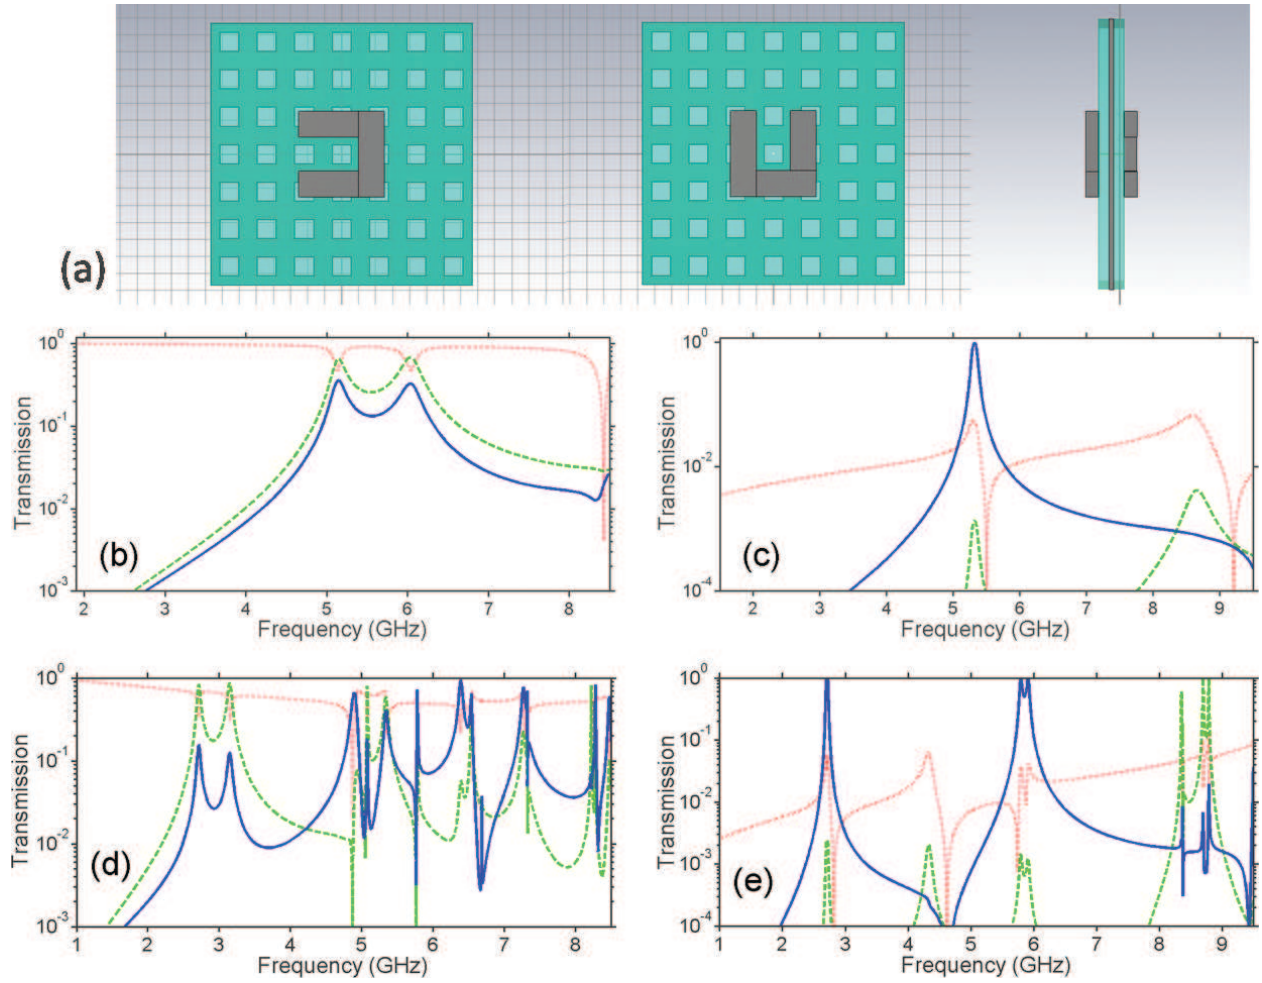 (a)
10^0
10^-1
10^-2
10^-3
Transmission
(b)
2 3 4 5 6 7 8
Frequency (GHz)
10^0
10^-2
10^-4
Transmission
(c)
2 3 4 5 6 7 8 9
Frequency (GHz)
10^0
10^-1
10^-2
10^-3
Transmission
(d)
1 2 3 4 5 6 7 8
Frequency (GHz)
10^0
10^-1
10^-2
10^-3
10^-4
Transmission
(e)
1 2 3 4 5 6 7 8 9
Frequency (GHz)